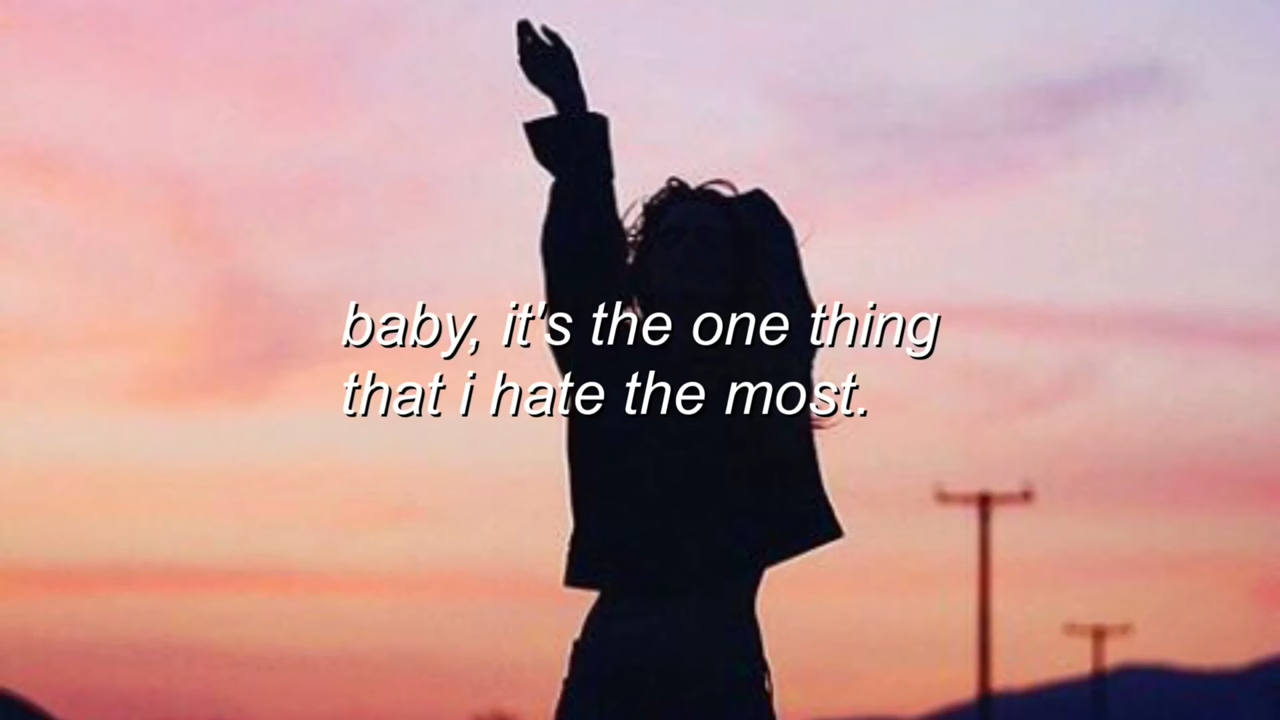 baby, it's the one thing
that i hate the most.